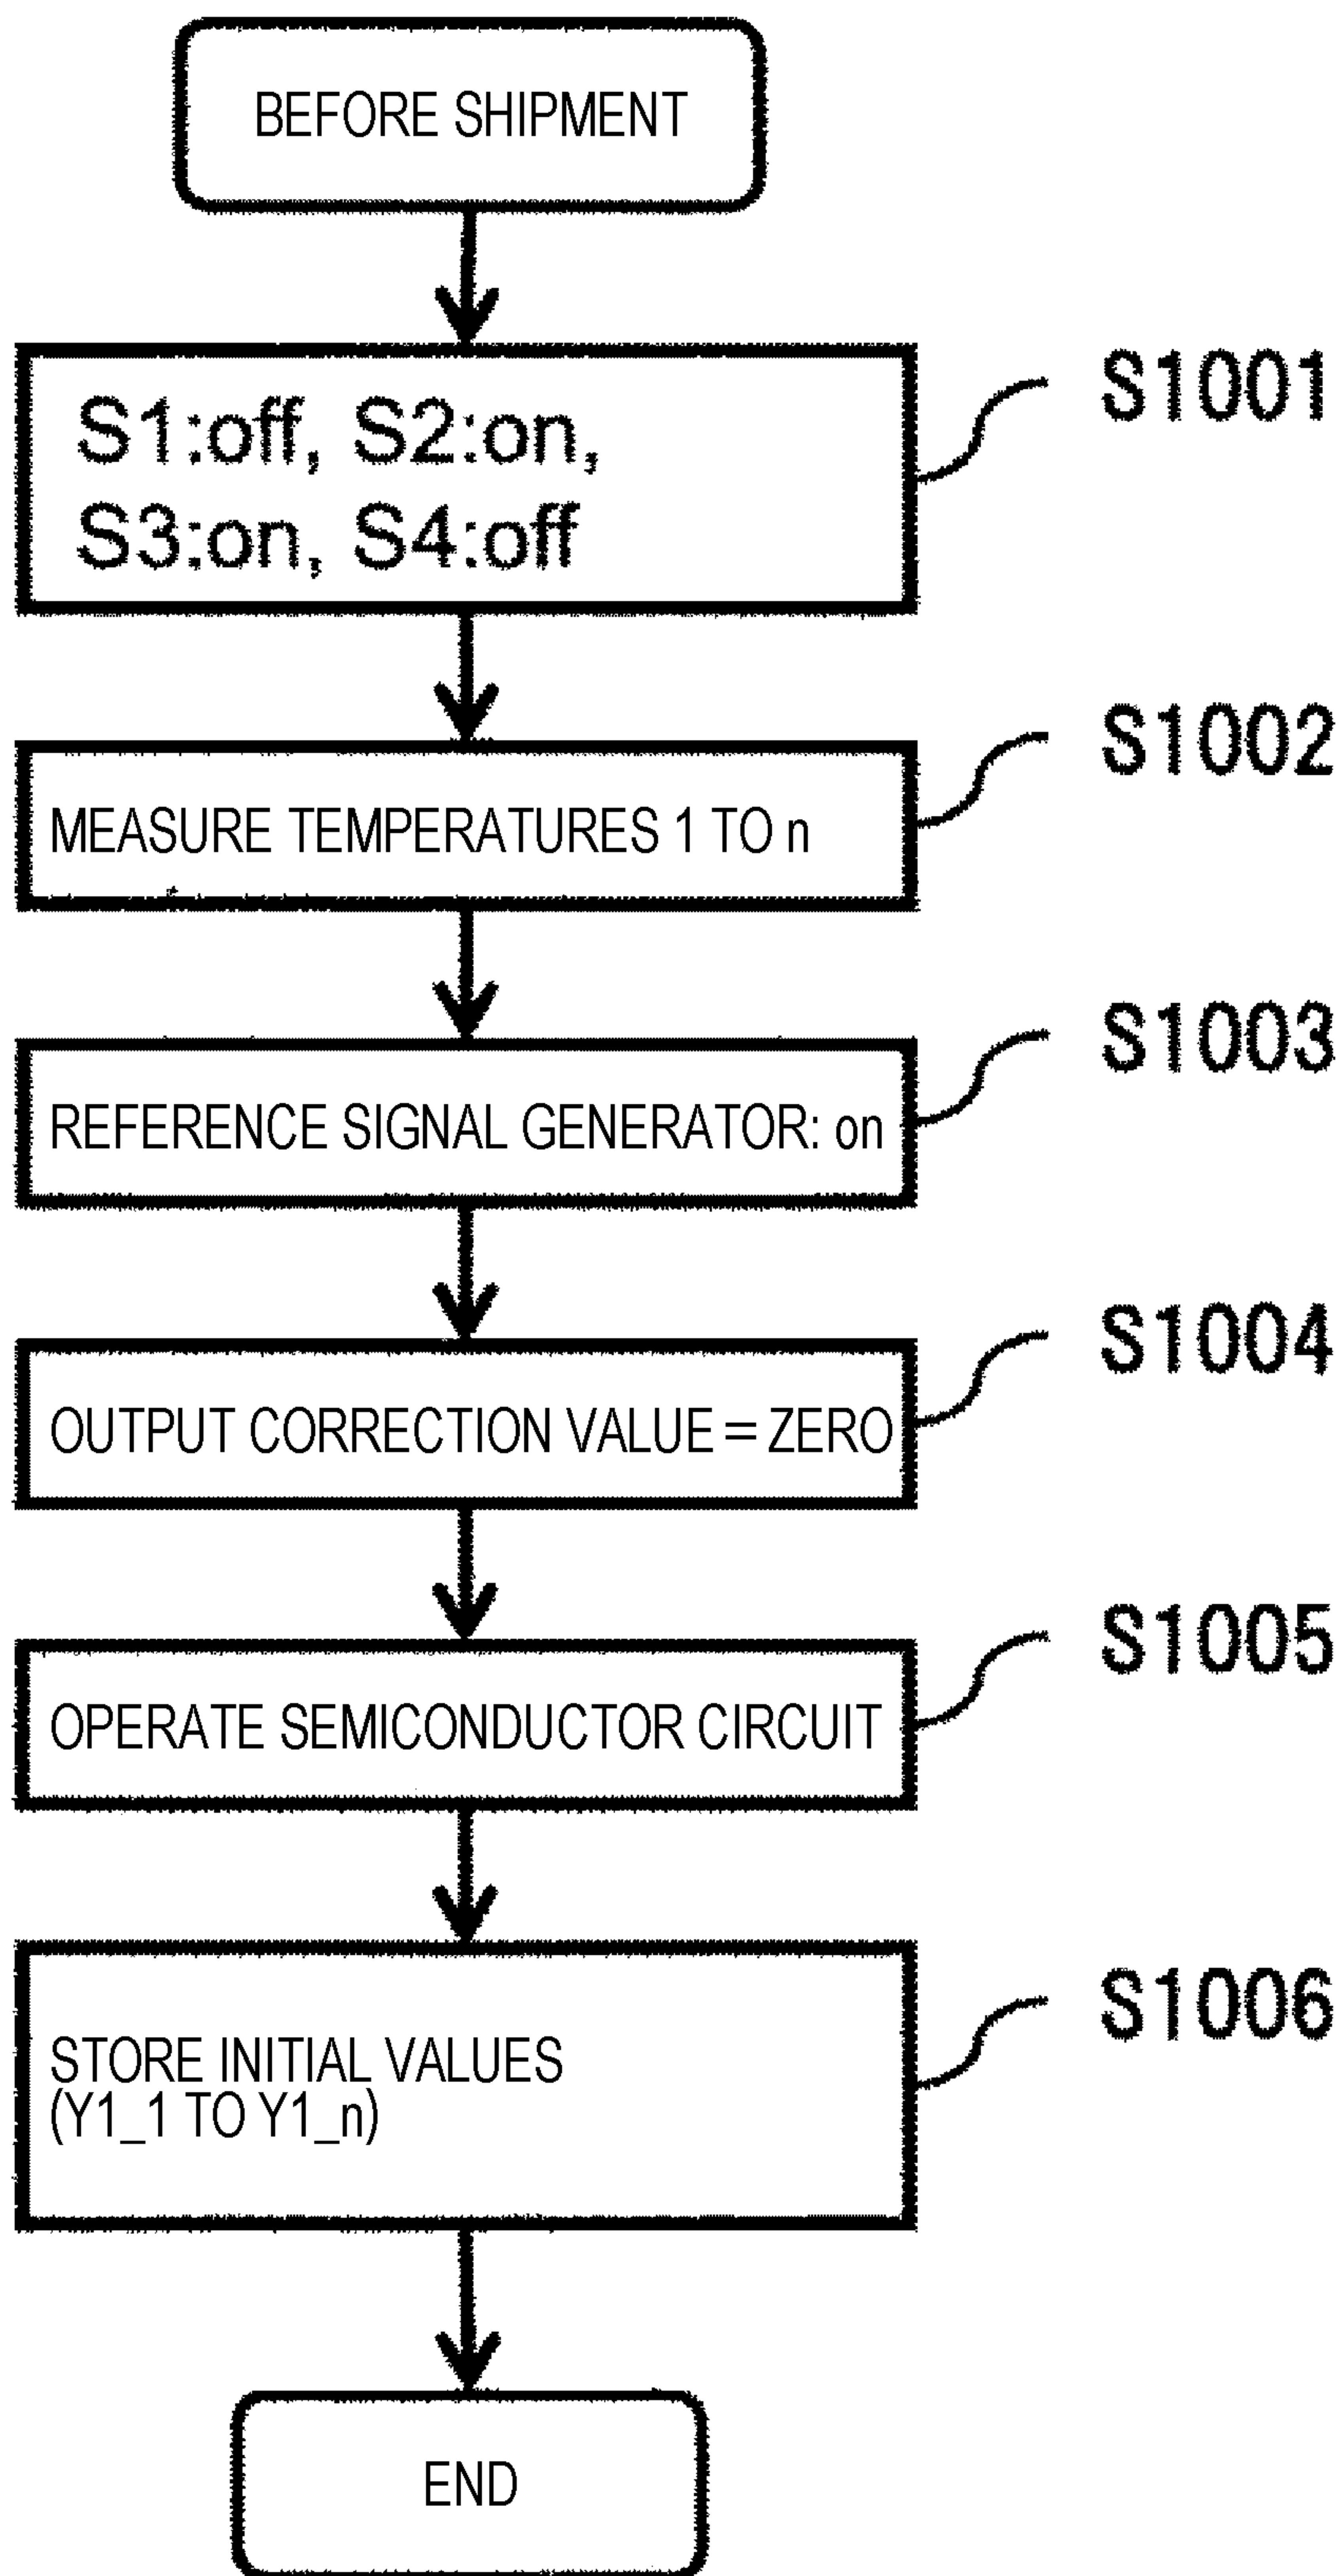 BEFORE SHIPMENT
S1:off, S2:on,
S3:on, S4:off
S1001
MEASURE TEMPERATURES 1 TO n
S1002
REFERENCE SIGNAL GENERATOR: on
S1003
OUTPUT CORRECTION VALUE = ZERO
S1004
OPERATE SEMICONDUCTOR CIRCUIT
S1005
STORE INITIAL VALUES
(Y1_1 TO Y1_n)
S1006
END